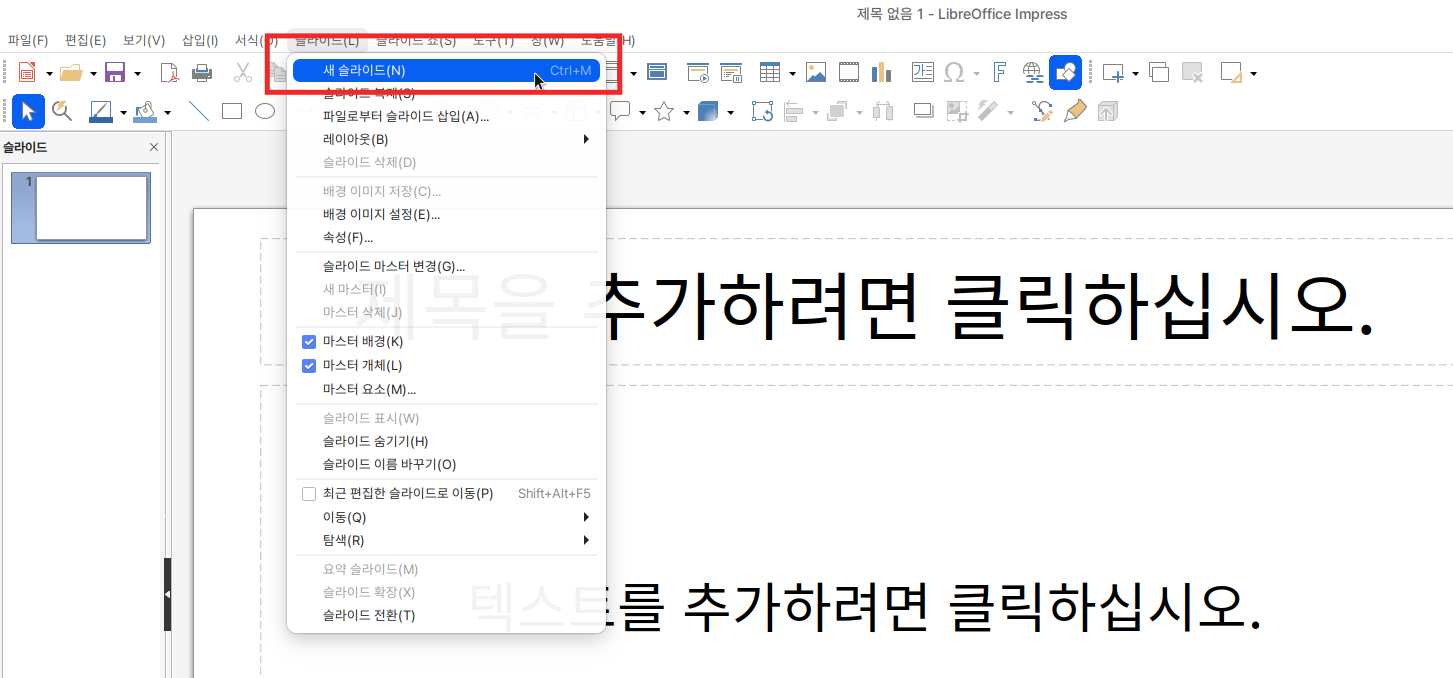 제목 없음 1 - LibreOffice Impress
파일(F) 편집(E) 보기(V) 삽입(I) 서식(O) 슬라이드(L) 슬라이드 쇼(S) 도구(T) 창(W) 도움말(H)
새 슬라이드(N) Ctrl+M
슬라이드 복제(S)
파일로부터 슬라이드 삽입(A)...
레이아웃(B)
슬라이드 삭제(D)
배경 이미지 저장(C)...
배경 이미지 설정(E)...
속성(F)...
슬라이드 마스터 변경(G)...
새 마스터(I)
마스터 삭제(J)
마스터 배경(K)
마스터 개체(L)
마스터 요소(M)...
슬라이드 표시(W)
슬라이드 숨기기(H)
슬라이드 이름 바꾸기(O)
최근 편집한 슬라이드로 이동(P) Shift+Alt+F5
이동(Q)
탐색(R)
요약 슬라이드(M)
슬라이드 확장(X)
슬라이드 전환(T)
슬라이드
1
제목을 추가하려면 클릭하십시오.
텍스트를 추가하려면 클릭하십시오.